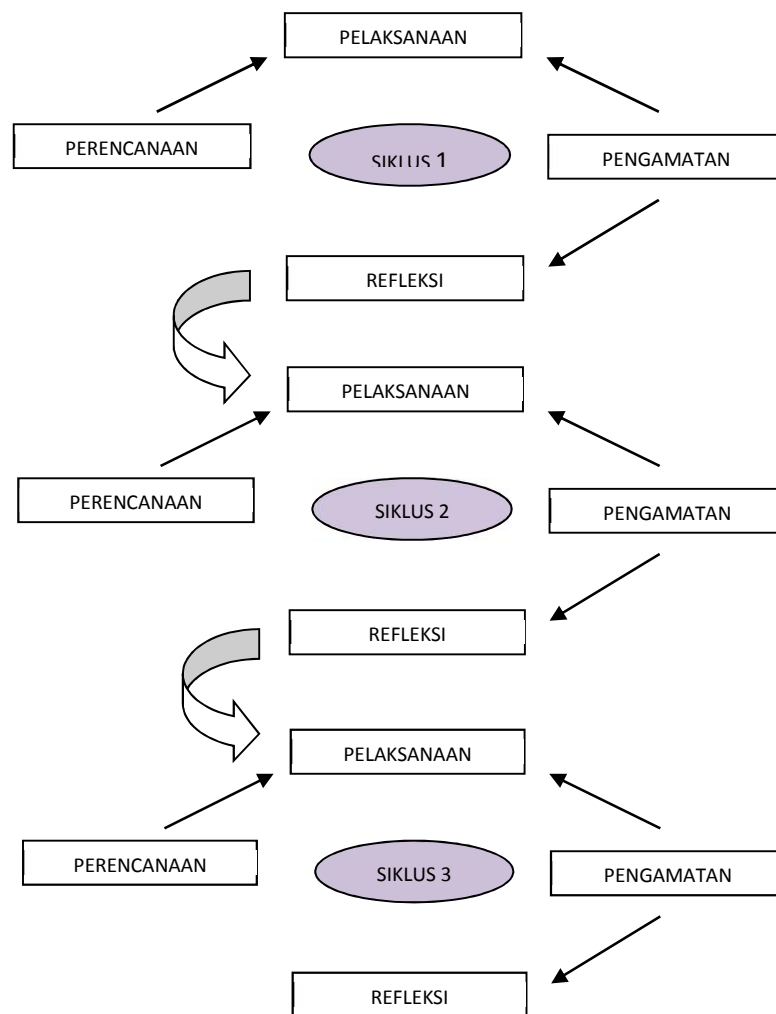 PELAKSANAAN
PERENCANAAN
SIKLUS 1
PENGAMATAN
REFLEKSI
PELAKSANAAN
PERENCANAAN
SIKLUS 2
PENGAMATAN
REFLEKSI
PELAKSANAAN
PERENCANAAN
SIKLUS 3
PENGAMATAN
REFLEKSI